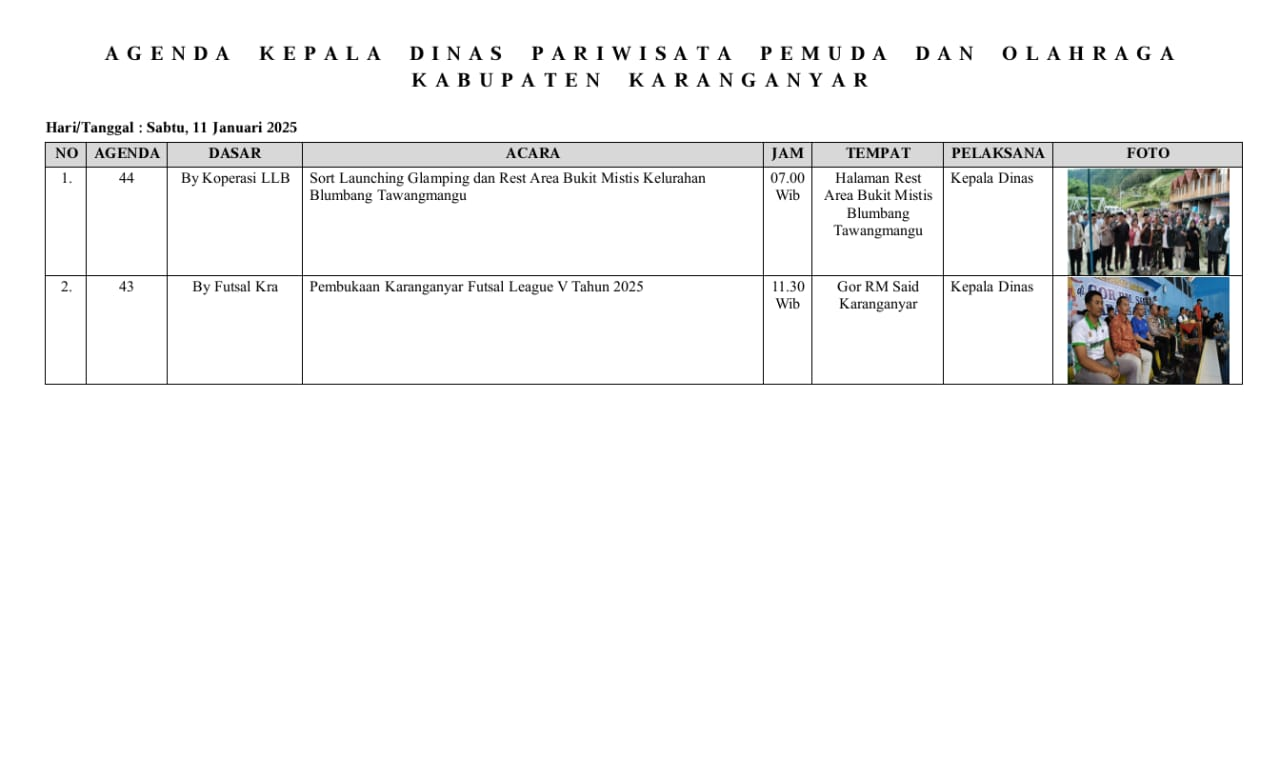 AGENDA KEPALA DINAS PARIWISATA PEMUDA DAN OLAHRAGA
KABUPATEN KARANGANYAR
Hari/Tanggal : Sabtu, 11 Januari 2025
NO AGENDA DASAR ACARA JAM TEMPAT PELAKSANA FOTO
1. 44 By Koperasi LLB Sort Launching Glamping dan Rest Area Bukit Mistis Kelurahan 07.00 Halaman Rest Kepala Dinas
Blumbang Tawangmangu Wib Area Bukit Mistis
Blumbang
Tawangmangu
2. 43 By Futsal Kra Pembukaan Karanganyar Futsal League V Tahun 2025 11.30 Gor RM Said Kepala Dinas
Wib Karanganyar
GOR RM